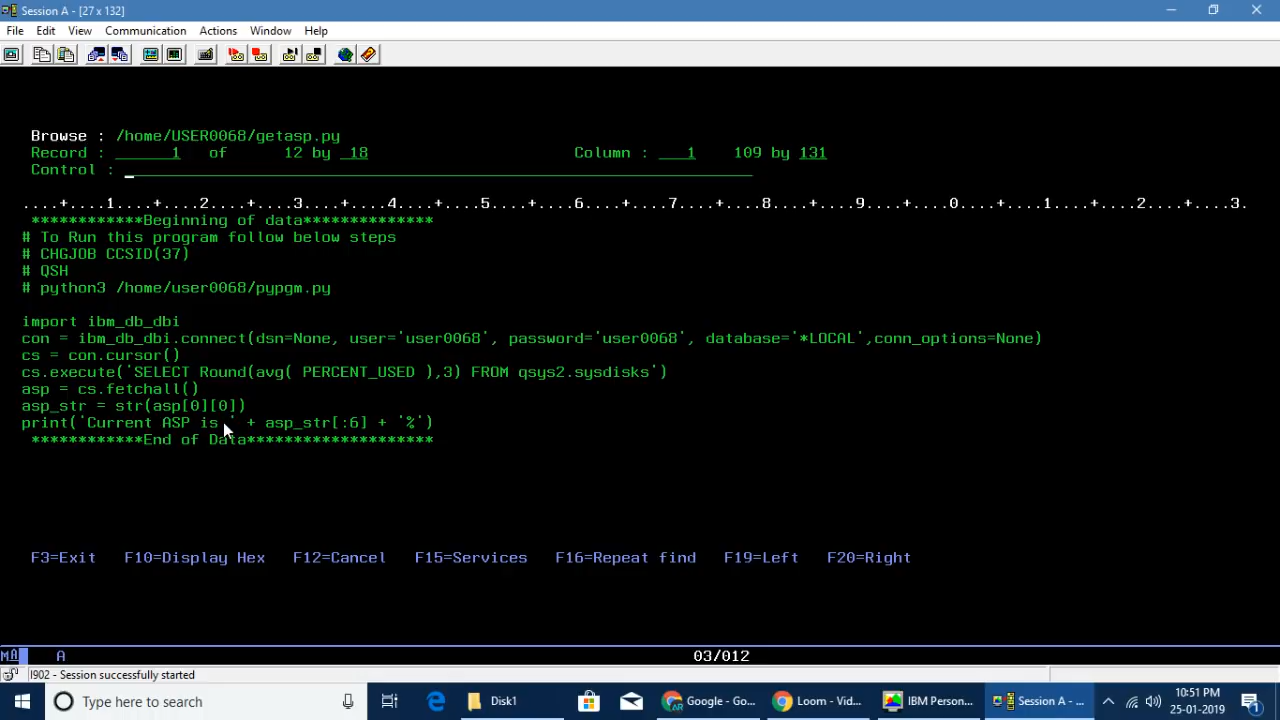 Session A - [27 x 132]
File Edit View Communication Actions Window Help
Browse : /home/USER0068/getasp.py
Record : 1 of 12 by 18 Column : 1 109 by 131
Control :
....+....1....+....2....+....3....+....4....+....5....+....6....+....7....+....8....+....9....+....0....+....1....+....2....+....3.
************Beginning of data**************
# To Run this program follow below steps
# CHGJOB CCSID(37)
# QSH
# python3 /home/user0068/pypgm.py
import ibm_db_dbi
con = ibm_db_dbi.connect(dsn=None, user='user0068', password='user0068', database='*LOCAL',conn_options=None)
cs = con.cursor()
cs.execute('SELECT Round(avg( PERCENT_USED ),3) FROM qsys2.sysdisks')
asp = cs.fetchall()
asp_str = str(asp[0][0])
print('Current ASP is ' + asp_str[:6] + '%')
************End of Data********************
F3=Exit F10=Display Hex F12=Cancel F15=Services F16=Repeat find F19=Left F20=Right
A 03/012
I902 - Session successfully started
Type here to search Disk1 Google - Go... Loom - Vid... IBM Person... Session A - ... 10:51 PM
25-01-2019